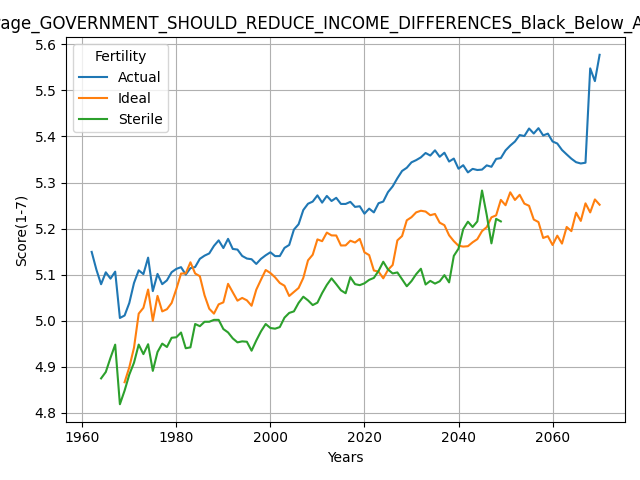 rage_GOVERNMENT_SHOULD_REDUCE_INCOME_DIFFERENCES_Black_Below_A
5.6
5.5
5.4
5.3
5.2
5.1
5.0
4.9
4.8
Score(1-7)
Fertility
Actual
Ideal
Sterile
1960 1980 2000 2020 2040 2060
Years